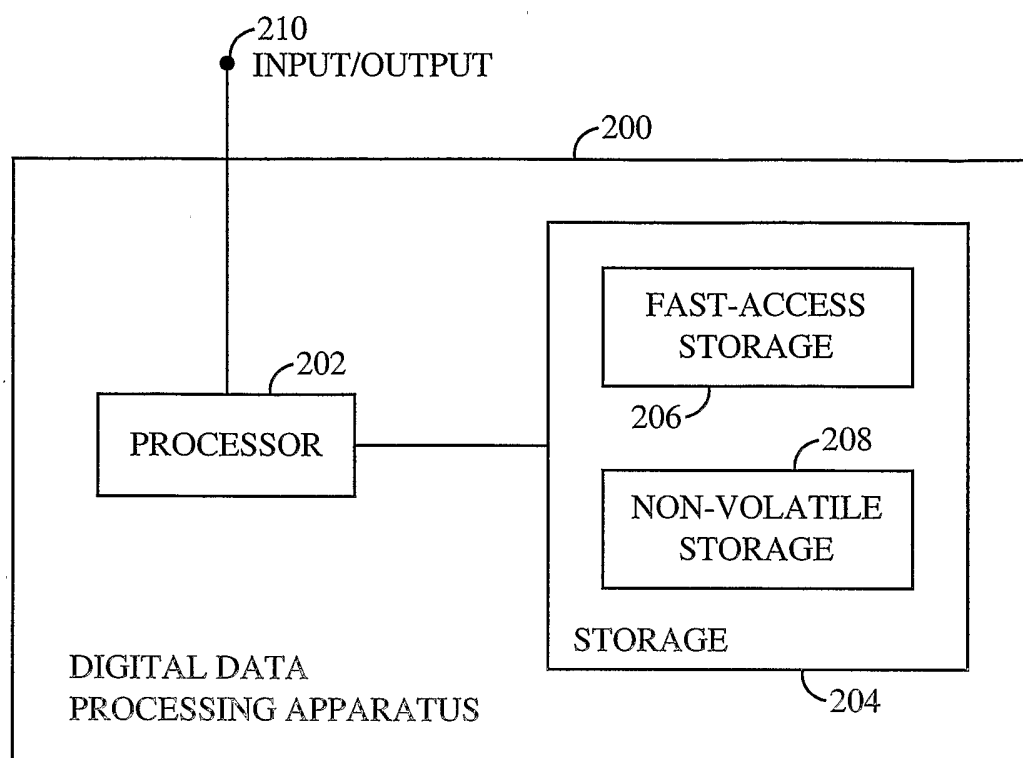 210
INPUT/OUTPUT
200
202
PROCESSOR
FAST-ACCESS
STORAGE
206
208
NON-VOLATILE
STORAGE
STORAGE
204
DIGITAL DATA
PROCESSING APPARATUS